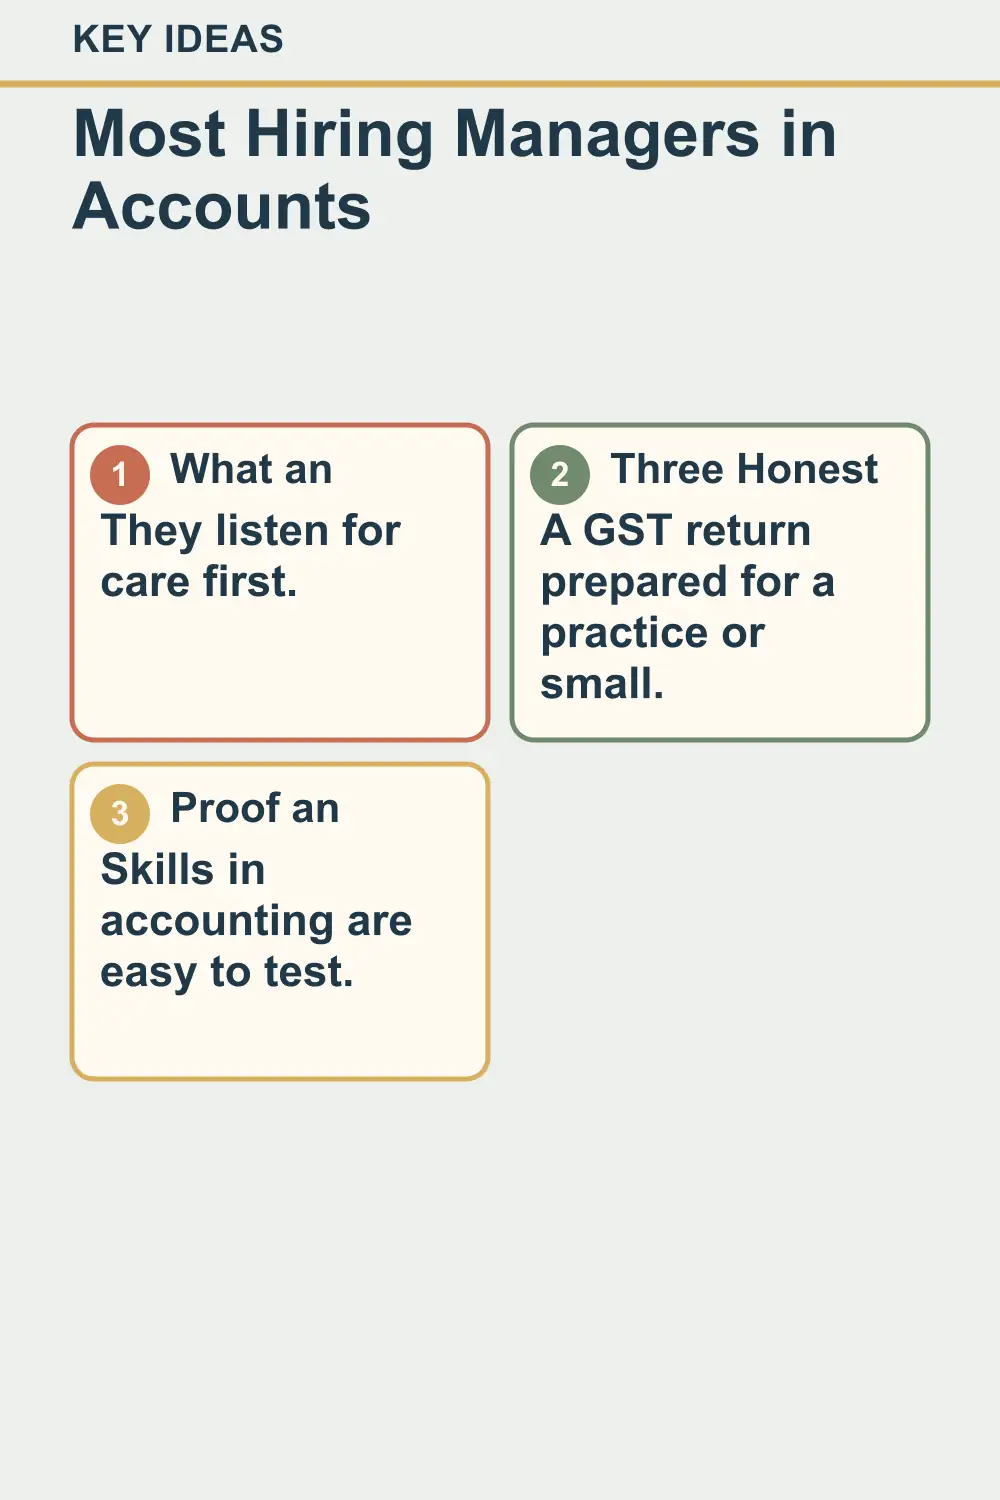 KEY IDEAS
Most Hiring Managers in
Accounts
1 What an
They listen for
care first.
2 Three Honest
A GST return
prepared for a
practice or
small.
3 Proof an
Skills in
accounting are
easy to test.